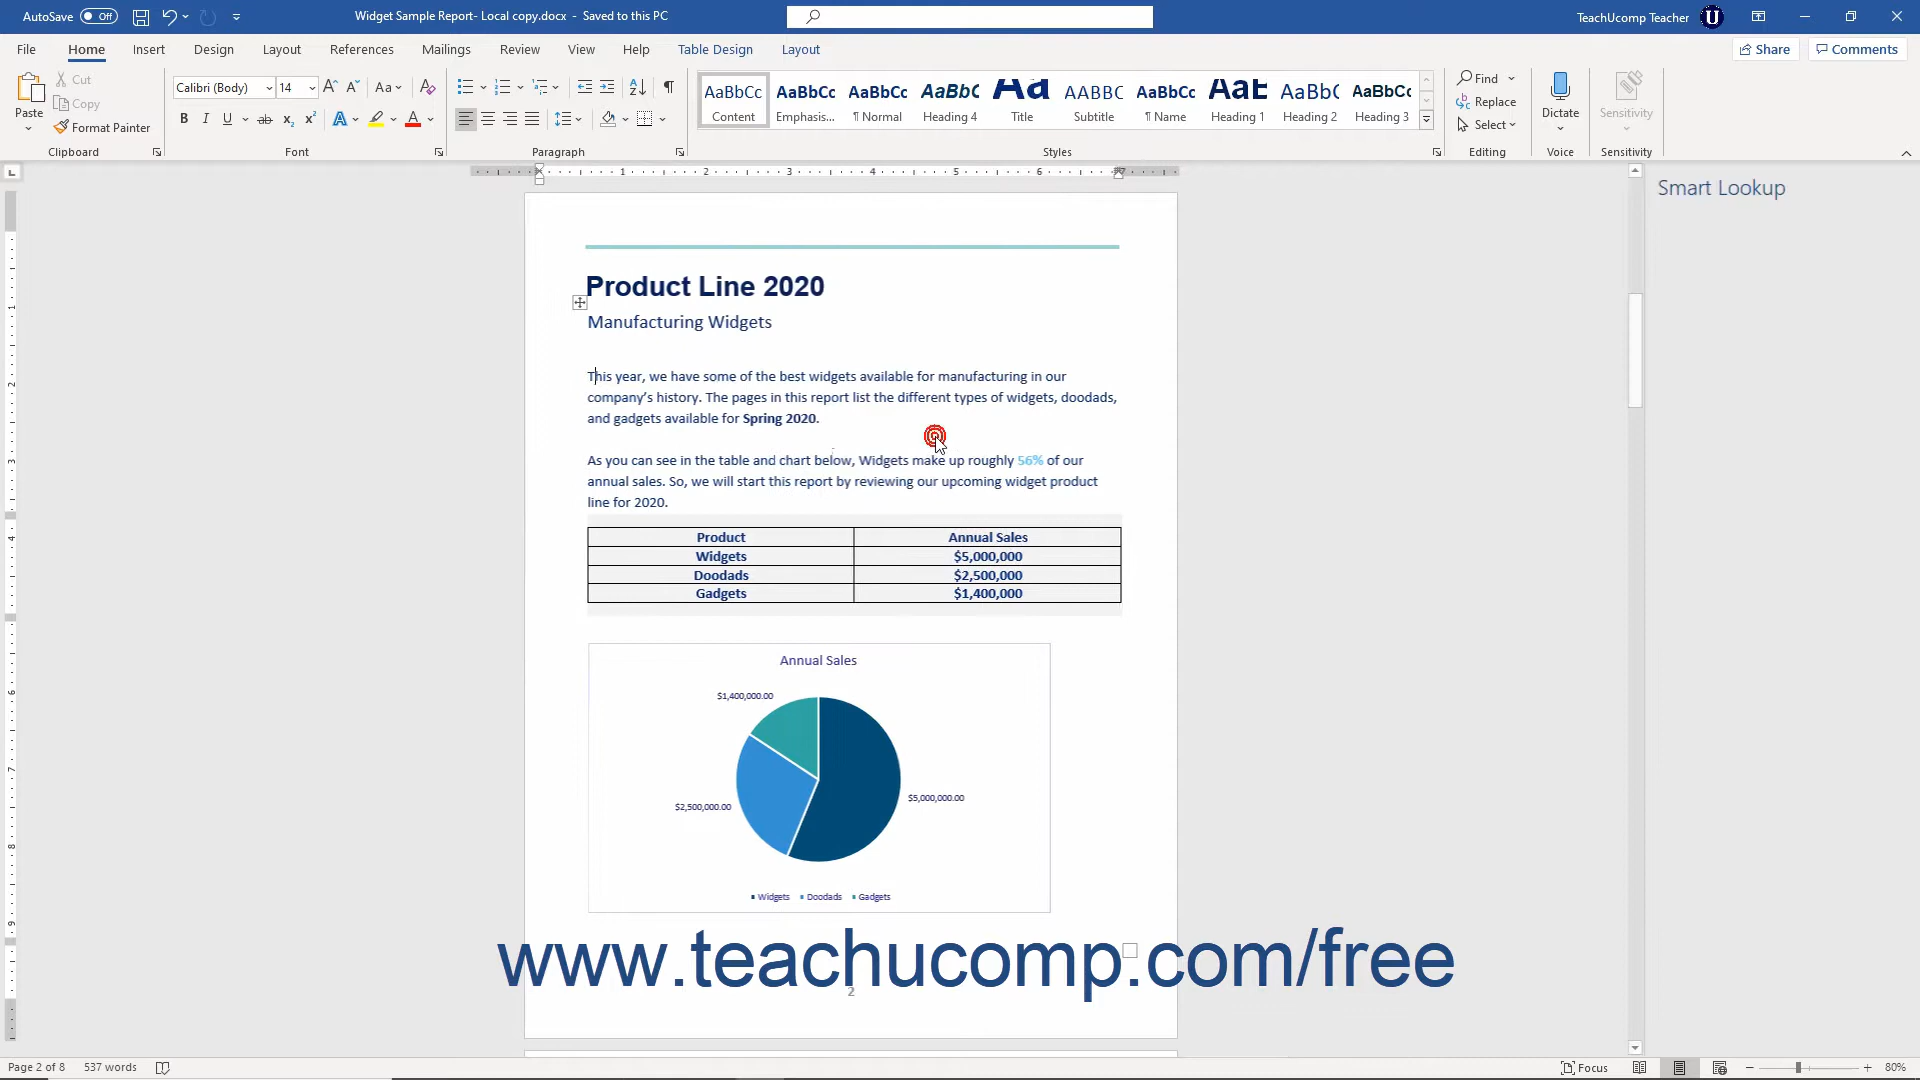 AutoSave Off
Widget Sample Report- Local copy.docx - Saved to this PC
TeachUcomp Teacher
U
File Home Insert Design Layout References Mailings Review View Help Table Design Layout
Share Comments
Paste
Cut
Copy
Format Painter
Clipboard
Calibri (Body) 14
Font
Paragraph
AaBbCc
Content
AaBbCc
Emphasis...
AaBbCc
¶ Normal
AaBbC
Heading 4
Aa
Title
AABBC
Subtitle
AaBbCc
¶ Name
AaE
Heading 1
AaBb(
Heading 2
AaBbCc
Heading 3
Styles
Find
Replace
Select
Editing
Dictate
Voice
Sensitivity
Sensitivity
Smart Lookup
1 2 3 4 5 6
Product Line 2020
Manufacturing Widgets
This year, we have some of the best widgets available for manufacturing in our
company's history. The pages in this report list the different types of widgets, doodads,
and gadgets available for Spring 2020.
As you can see in the table and chart below, Widgets make up roughly 56% of our
annual sales. So, we will start this report by reviewing our upcoming widget product
line for 2020.
Product Annual Sales
Widgets $5,000,000
Doodads $2,500,000
Gadgets $1,400,000
Annual Sales
$1,400,000.00
$2,500,000.00
$5,000,000.00
Widgets Doodads Gadgets
www.teachucomp.com/free
2
Page 2 of 8 537 words
Focus
80%